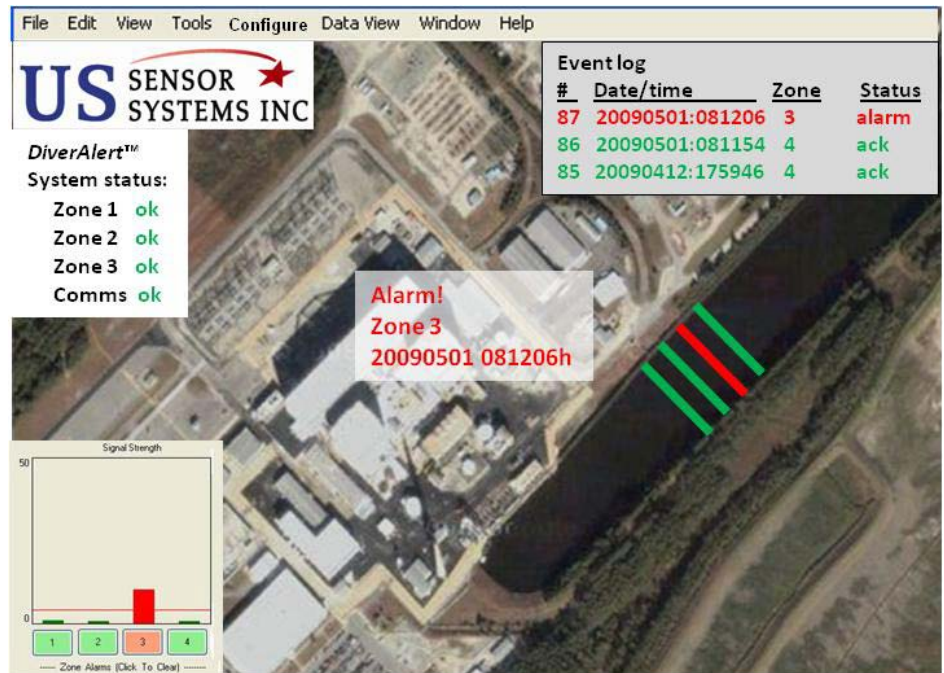 File Edit View Tools Configure Data View Window Help
US SENSOR
SYSTEMS INC
DiverAlert™
System status:
Zone 1 ok
Zone 2 ok
Zone 3 ok
Comms ok
Event log
# Date/time Zone Status
87 20090501:081206 3 alarm
86 20090501:081154 4 ack
85 20090412:175946 4 ack
Alarm!
Zone 3
20090501 081206h
Signal Strength
50
0
1 2 3 4
----- Zone Alarms (Click To Clear) -------